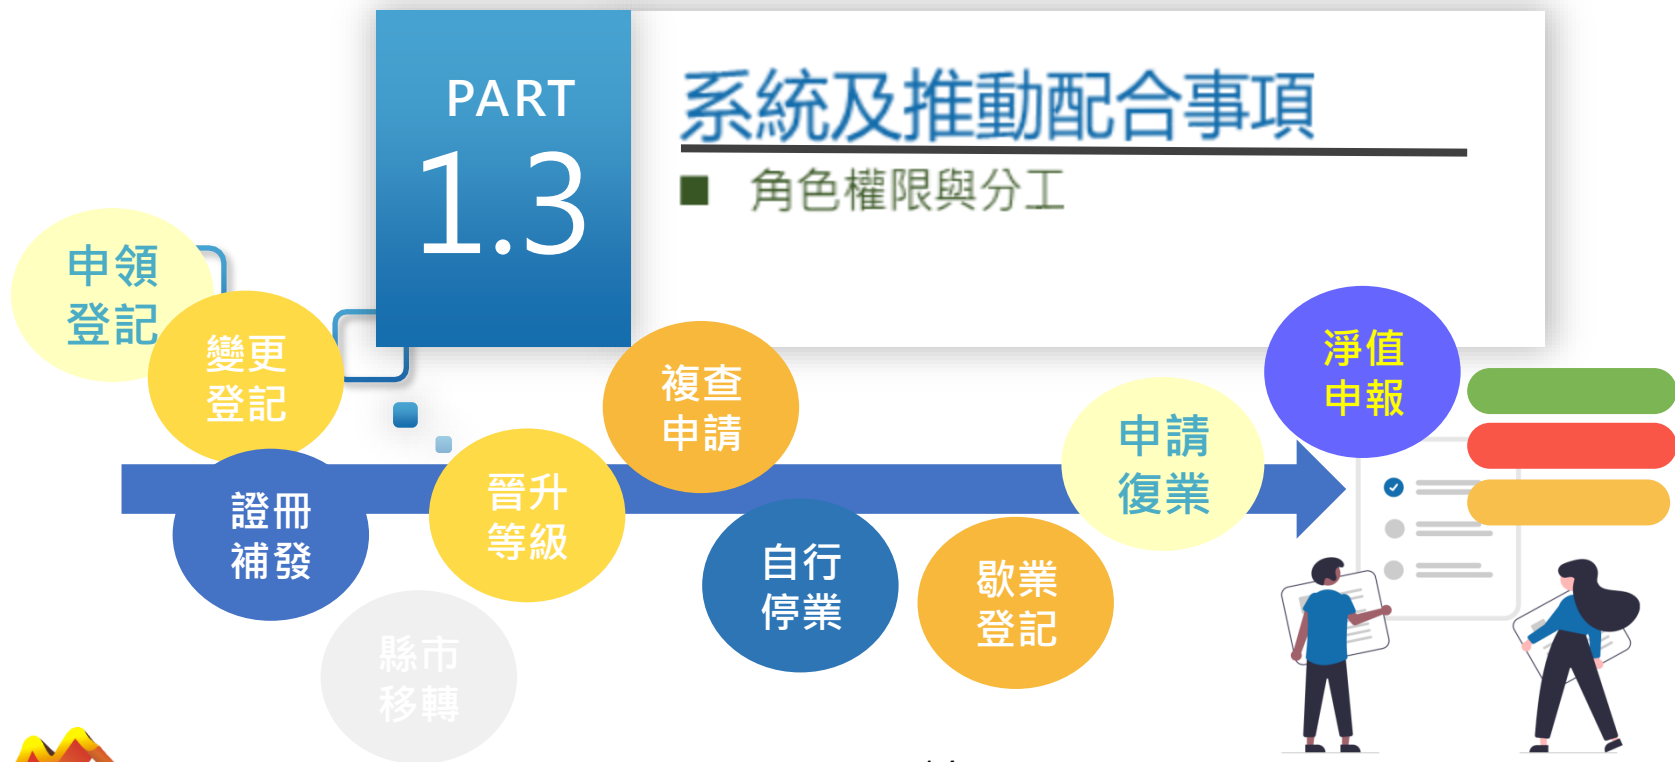 PART
1.3
系統及推動配合事項
■ 角色權限與分工
申領
登記
變更
登記
證冊
補發
縣市
移轉
晉升
等級
複查
申請
自行
停業
歇業
登記
申請
復業
淨值
申報